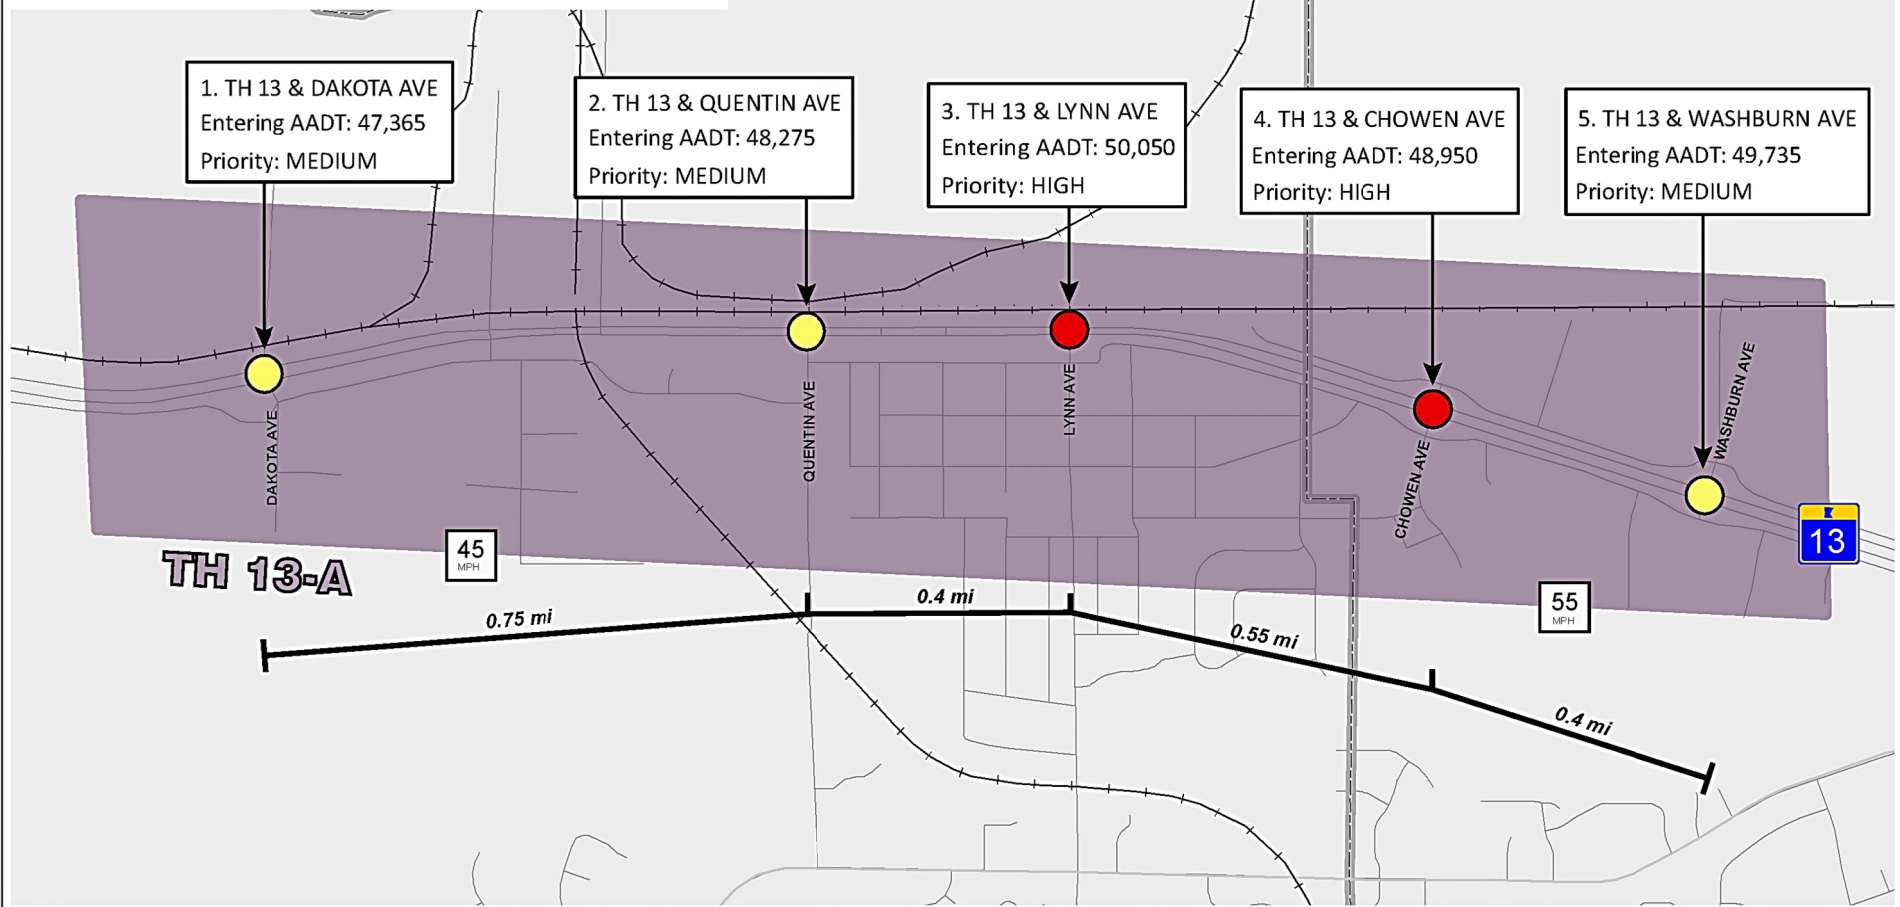 1. TH 13 & DAKOTA AVE
Entering AADT: 47,365
Priority: MEDIUM
2. TH 13 & QUENTIN AVE
Entering AADT: 48,275
Priority: MEDIUM
3. TH 13 & LYNN AVE
Entering AADT: 50,050
Priority: HIGH
4. TH 13 & CHOWEN AVE
Entering AADT: 48,950
Priority: HIGH
5. TH 13 & WASHBURN AVE
Entering AADT: 49,735
Priority: MEDIUM
DAKOTA AVE
QUENTIN AVE
LYNN AVE
CHOWEN AVE
WASHBURN AVE
13
TH 13-A
45
MPH
55
MPH
0.75 mi
0.4 mi
0.55 mi
0.4 mi